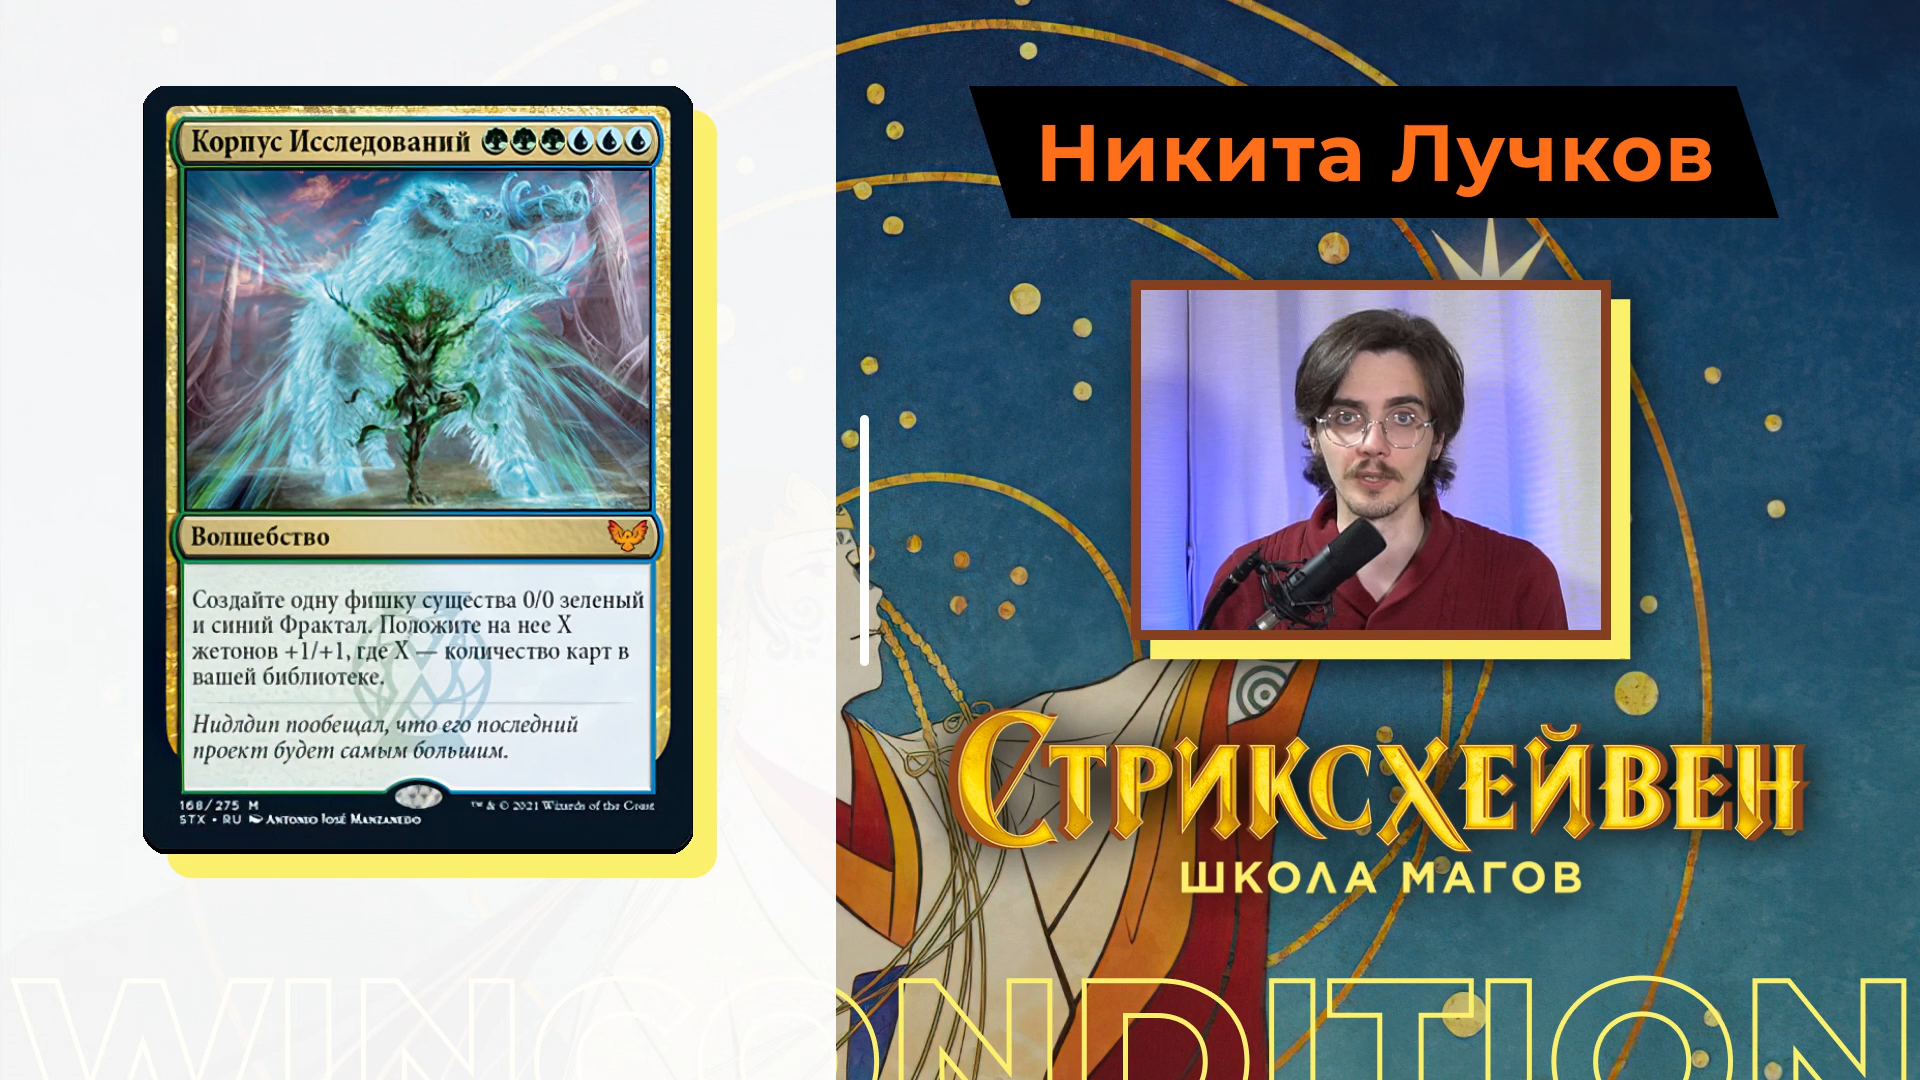 Корпус Исследований
Волшебство
Создайте одну фишку существа 0/0 зеленый
и синий Фрактал. Положите на нее X
жетонов +1/+1, где X — количество карт в
вашей библиотеке.
Нидлдип пообещал, что его последний
проект будет самым большим.
168/275 M
STX • RU Antonio José Manzanedo
™ & © 2021 Wizards of the Coast
Никита Лучков
Стриксхейвен
ШКОЛА МАГОВ
WINCONDITION